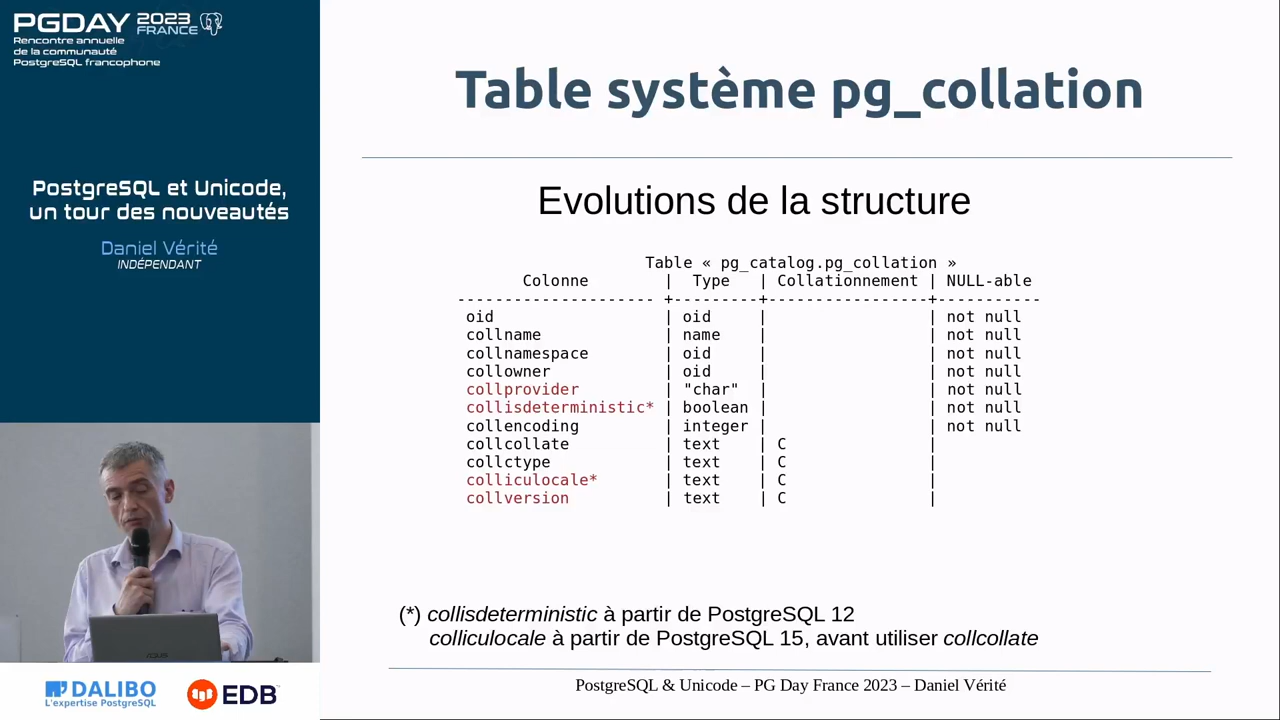 PGDAY 2023 FRANCE
Rencontre annuelle
de la communauté
PostgreSQL francophone
PostgreSQL et Unicode,
un tour des nouveautés
Daniel Vérité
INDÉPENDANT
DALIBO
L'expertise PostgreSQL
EDB
Table système pg_collation
Evolutions de la structure
Table « pg_catalog.pg_collation »
Colonne | Type | Collationnement | NULL-able
--------------------- +---------+-----------------+-----------
oid | oid | | not null
collname | name | | not null
collnamespace | oid | | not null
collowner | oid | | not null
collprovider | "char" | | not null
collisdeterministic* | boolean | | not null
collencoding | integer | | not null
collcollate | text | C |
collctype | text | C |
colliculocale* | text | C |
collversion | text | C |
(*) collisdeterministic à partir de PostgreSQL 12
colliculocale à partir de PostgreSQL 15, avant utiliser collcollate
PostgreSQL & Unicode – PG Day France 2023 – Daniel Vérité